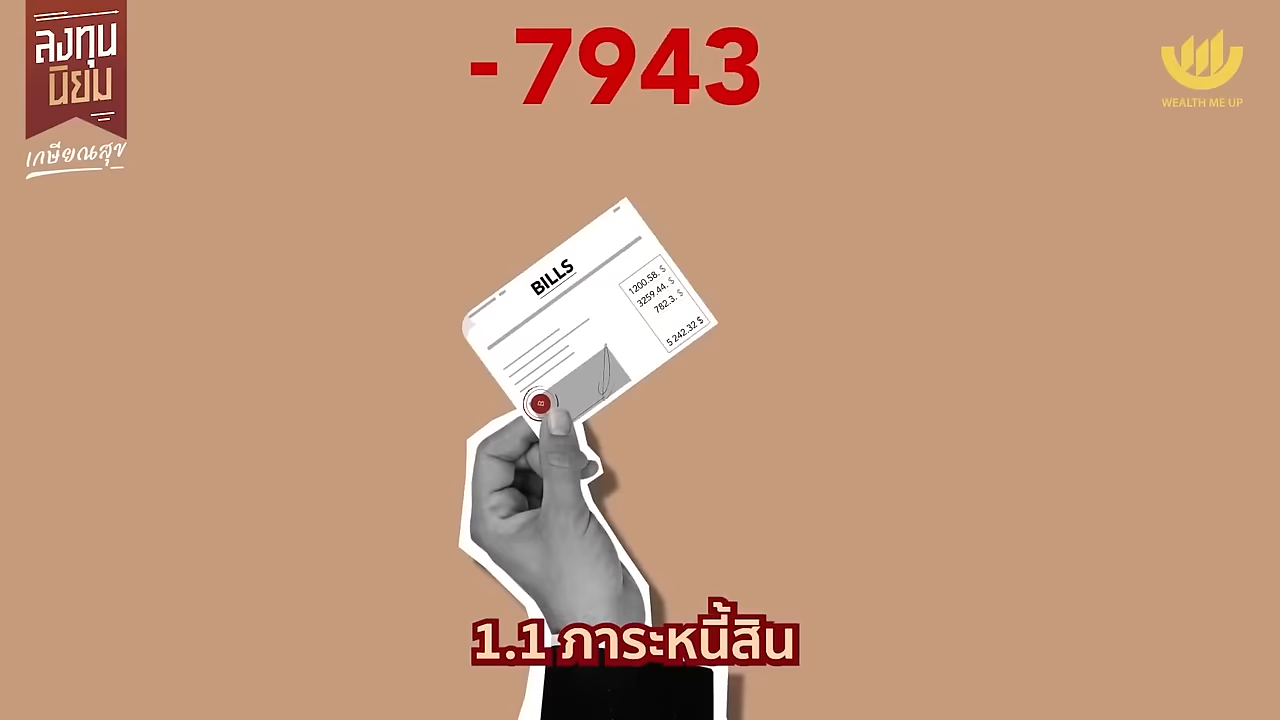 ลงทุน
นิยม
เกษียณสุข
-7943
WEALTH ME UP
BILLS
1200.58. $
3259.44. $
782.3. $
5 242.32 $
B
1.1 ภาระหนี้สิน